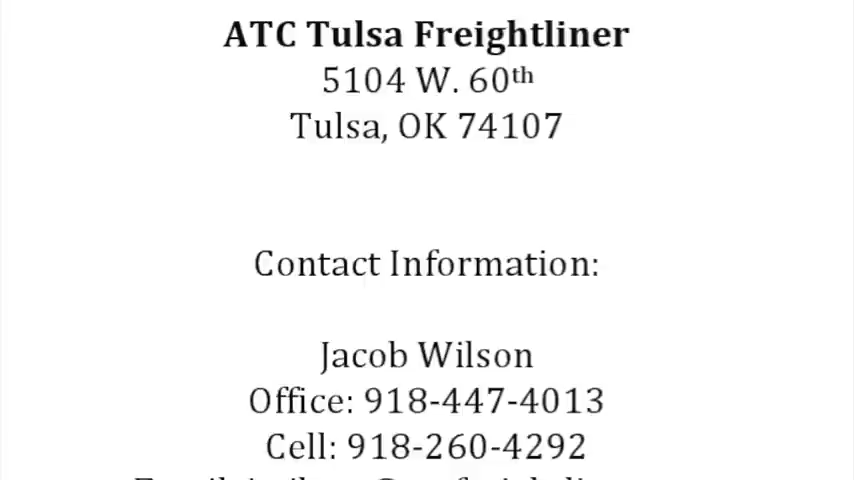 ATC Tulsa Freightliner
5104 W. 60th
Tulsa, OK 74107
Contact Information:
Jacob Wilson
Office: 918-447-4013
Cell: 918-260-4292